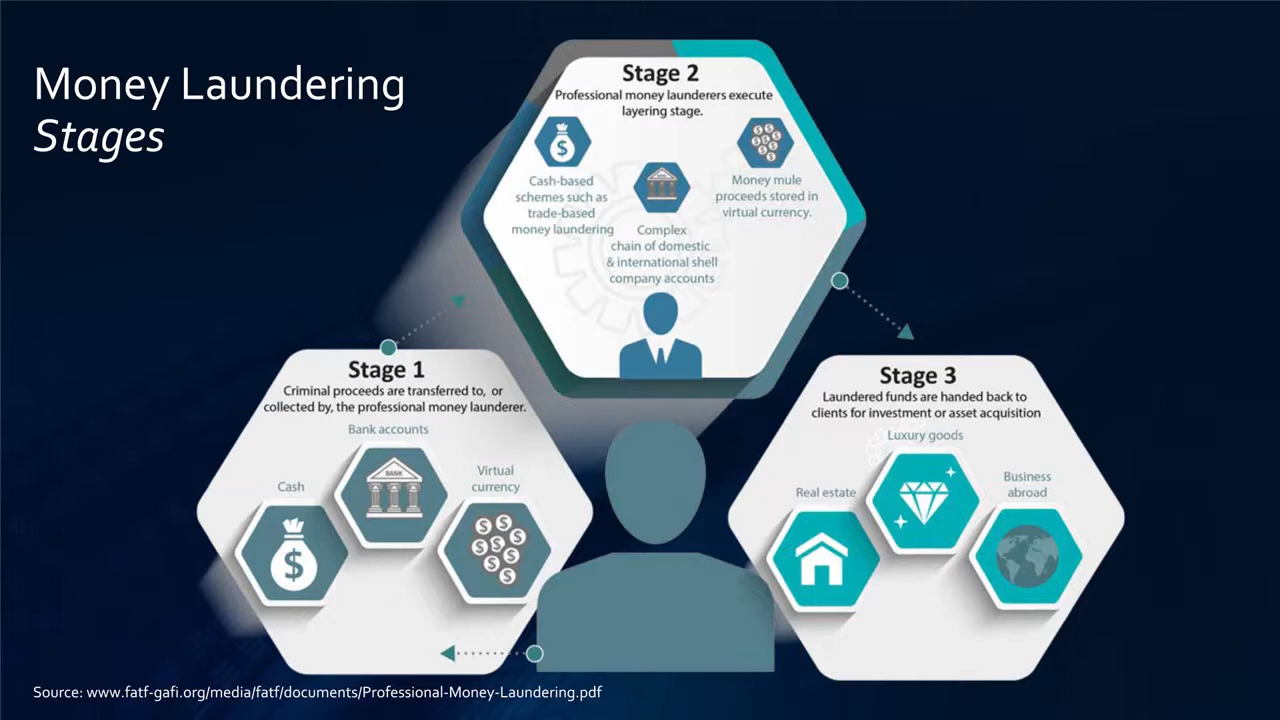 Money Laundering
Stages
Stage 2
Professional money launderers execute
layering stage.
Cash-based
schemes such as
trade-based
money laundering
Complex
chain of domestic
& international shell
company accounts
Money mule
proceeds stored in
virtual currency.
Stage 1
Criminal proceeds are transferred to, or
collected by, the professional money launderer.
Bank accounts
Cash
BANK
Virtual
currency
Stage 3
Laundered funds are handed back to
clients for investment or asset acquisition
Luxury goods
Real estate
Business
abroad
Source: www.fatf-gafi.org/media/fatf/documents/Professional-Money-Laundering.pdf